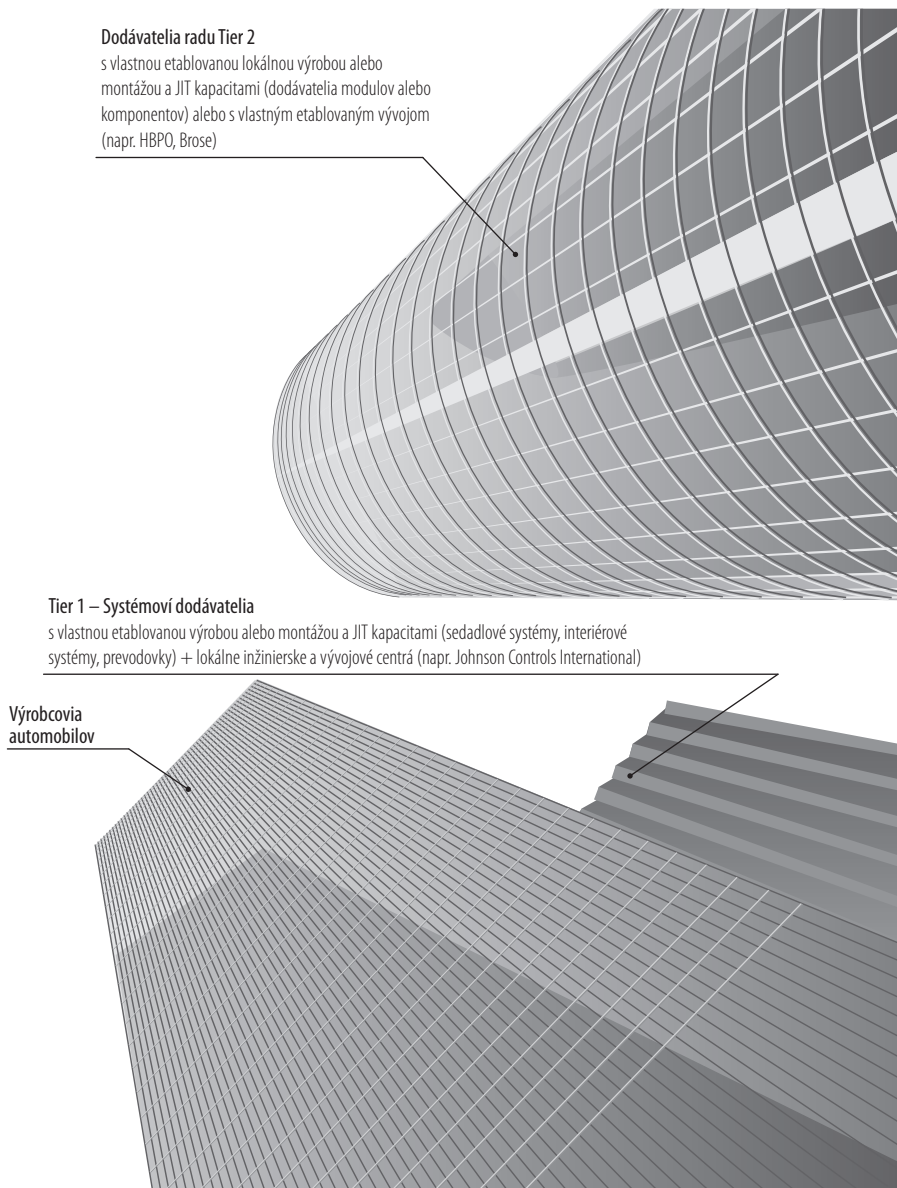 Dodávatelia radu Tier 2
s vlastnou etablovanou lokálnou výrobou alebo
montážou a JIT kapacitami (dodávatelia modulov alebo
komponentov) alebo s vlastným etablovaným vývojom
(napr. HBPO, Brose)
Tier 1 – Systémoví dodávatelia
s vlastnou etablovanou výrobou alebo montážou a JIT kapacitami (sedadlové systémy, interiérové
systémy, prevodovky) + lokálne inžinierske a vývojové centrá (napr. Johnson Controls International)
Výrobcovia
automobilov